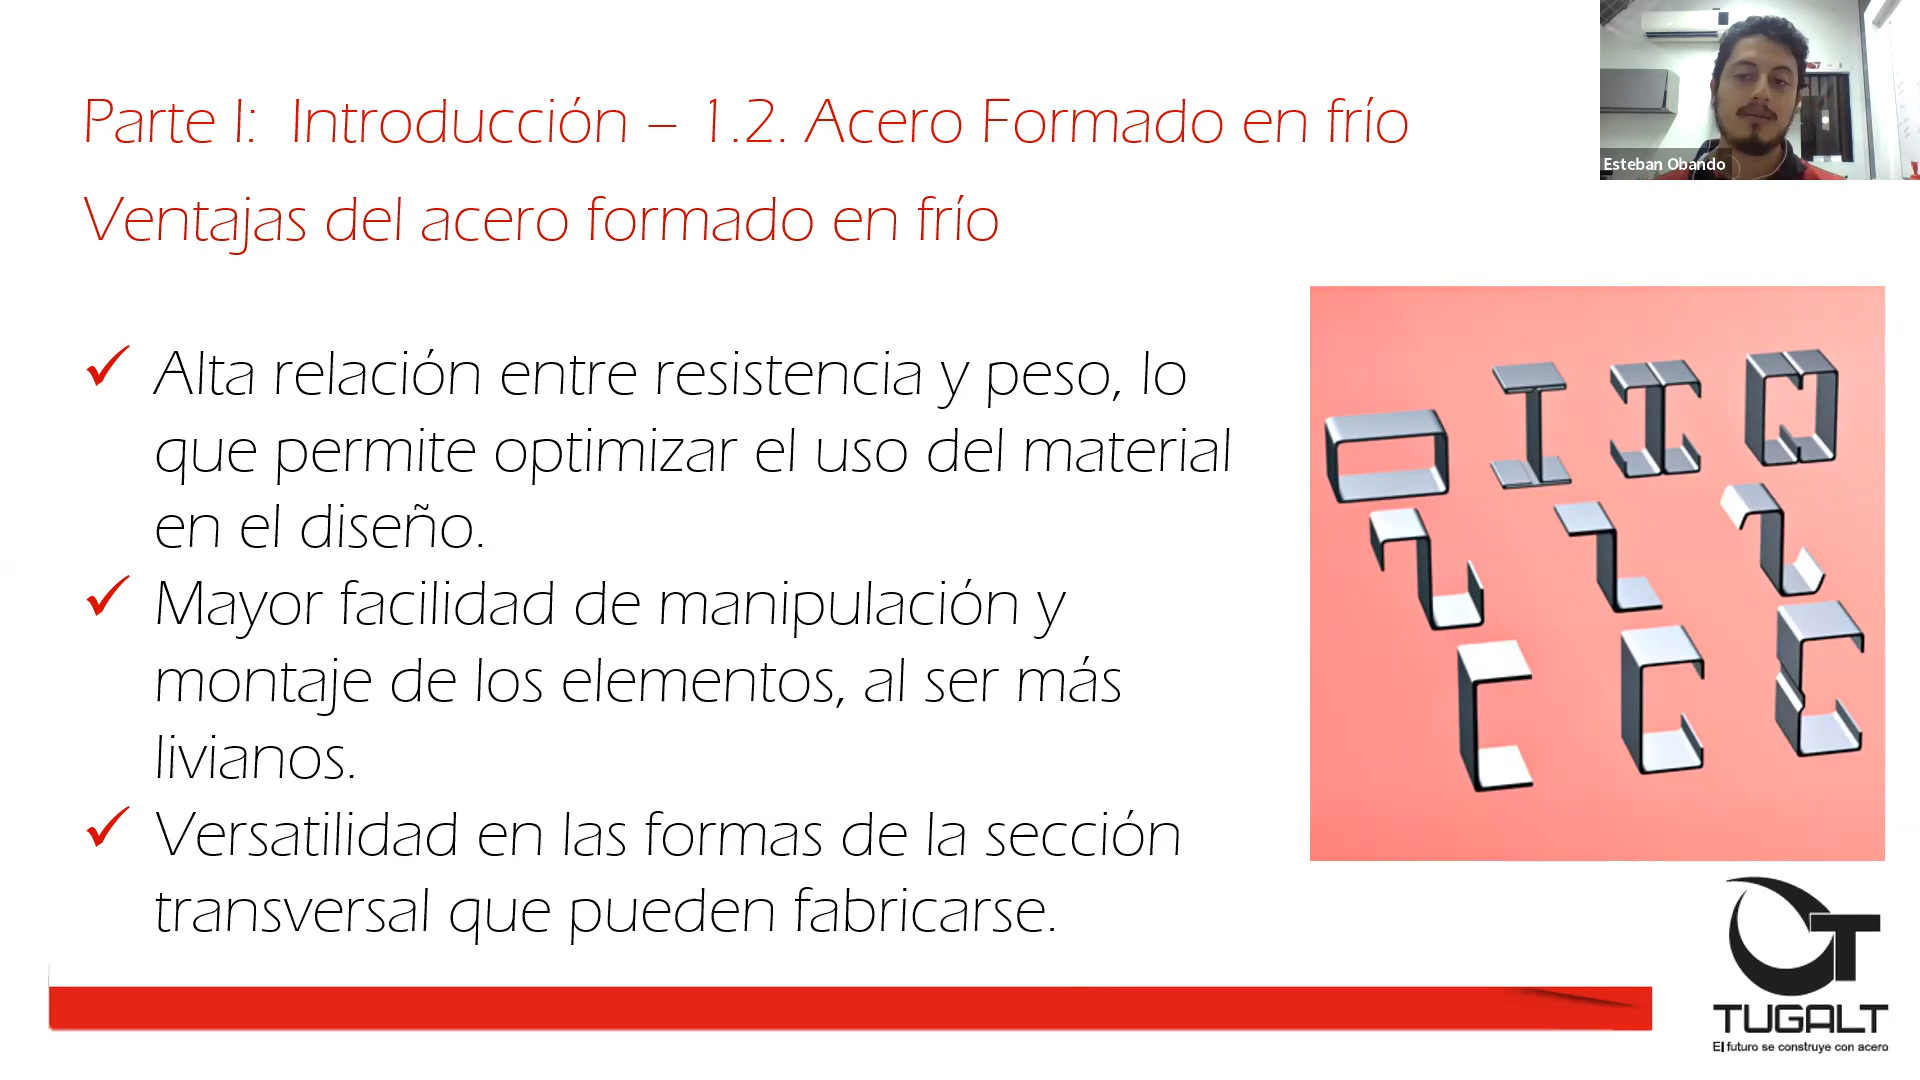 Parte I: Introducción – 1.2. Acero Formado en frío
Ventajas del acero formado en frío
Esteban Obando
Alta relación entre resistencia y peso, lo
que permite optimizar el uso del material
en el diseño.
Mayor facilidad de manipulación y
montaje de los elementos, al ser más
livianos.
Versatilidad en las formas de la sección
transversal que pueden fabricarse.
TUGALT
El futuro se construye con acero